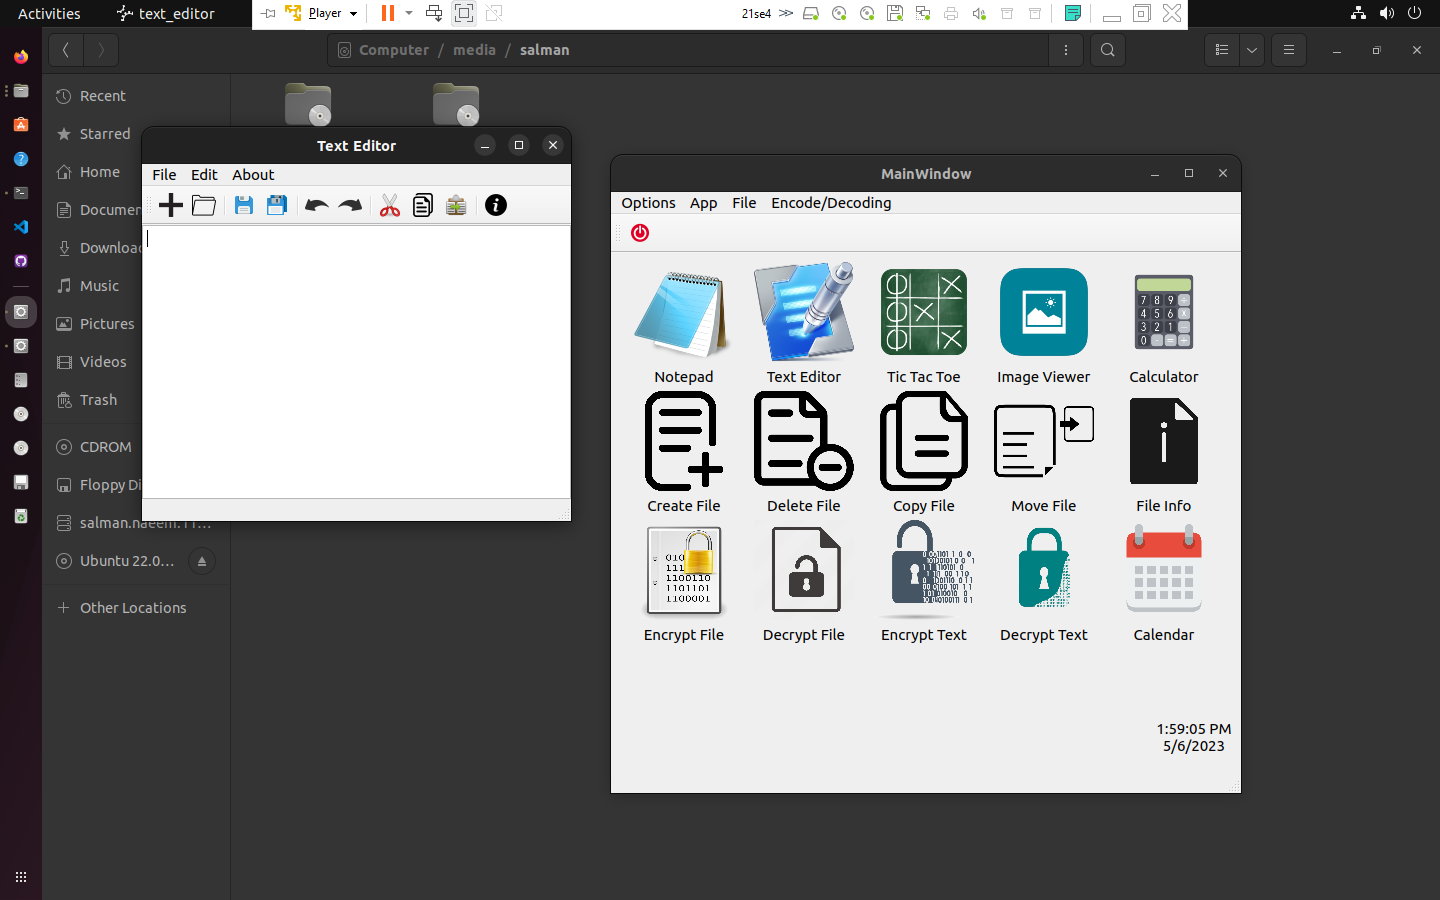 Activities text_editor Player 21se4
Computer / media / salman
Recent
Starred
Home
Documen
Downloa
Music
Pictures
Videos
Trash
CDROM
Floppy Di
Ubuntu 22.0...
Other Locations
Text Editor
File Edit About
MainWindow
Options App File Encode/Decoding
Notepad Text Editor Tic Tac Toe Image Viewer Calculator
Create File Delete File Copy File Move File File Info
Encrypt File Decrypt File Encrypt Text Decrypt Text Calendar
1:59:05 PM
5/6/2023